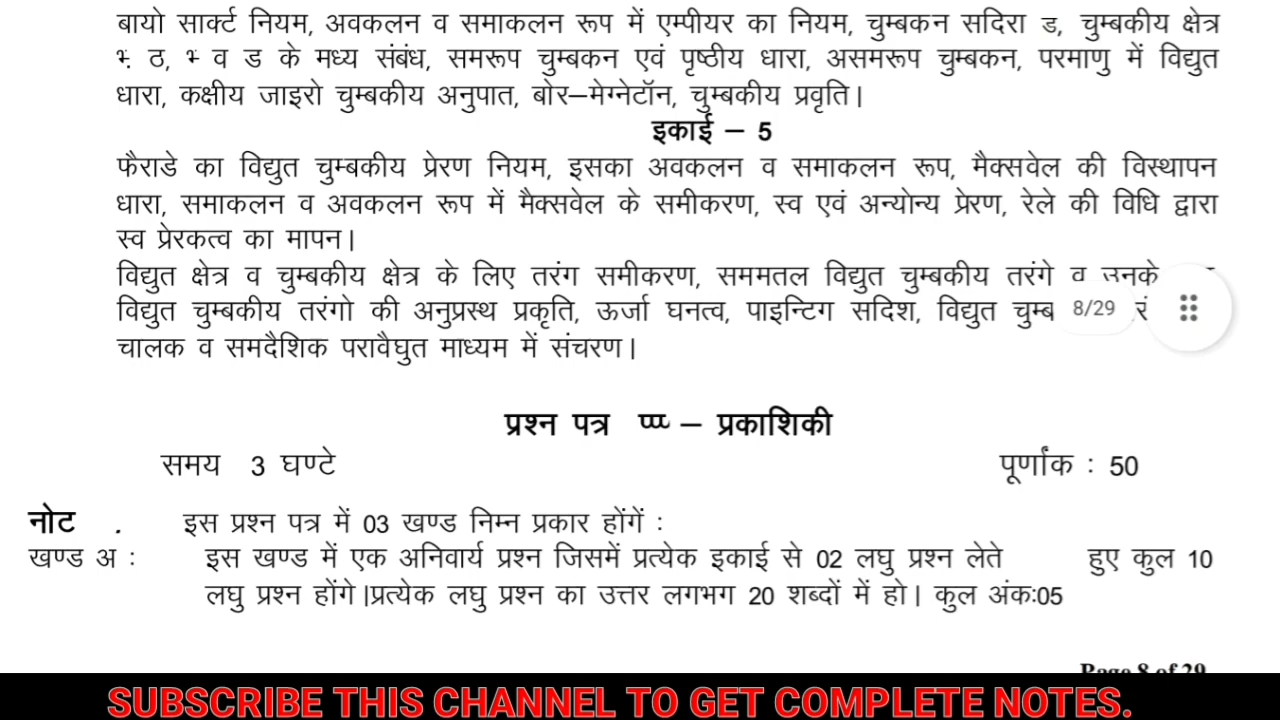 बायो सार्क्ट नियम, अवकलन व समाकलन रूप में एम्पीयर का नियम, चुम्बकन सदिरा ड, चुम्बकीय क्षेत्र
ठ, व ड के मध्य संबंध, समरूप चुम्बकन एवं पृष्ठीय धारा, असमरूप चुम्बकन, परमाणु में विद्युत
धारा, कक्षीय जाइरो चुम्बकीय अनुपात, बोर–मेग्नेटॉन, चुम्बकीय प्रवृति।
इकाई – 5
फैराडे का विद्युत चुम्बकीय प्रेरण नियम, इसका अवकलन व समाकलन रूप, मैक्सवेल की विस्थापन
धारा, समाकलन व अवकलन रूप में मैक्सवेल के समीकरण, स्व एवं अन्योन्य प्रेरण, रेले की विधि द्वारा
स्व प्रेरकत्व का मापन।
विद्युत क्षेत्र व चुम्बकीय क्षेत्र के लिए तरंग समीकरण, सममतल विद्युत चुम्बकीय तरंगे व उनके
विद्युत चुम्बकीय तरंगो की अनुप्रस्थ प्रकृति, ऊर्जा घनत्व, पाइन्टिग सदिश, विद्युत चुम्ब
8/29
चालक व समदैशिक परावैघुत माध्यम में संचरण।
प्रश्न पत्र – प्रकाशिकी
समय 3 घण्टे पूर्णांक : 50
नोट . इस प्रश्न पत्र में 03 खण्ड निम्न प्रकार होंगें :
खण्ड अ : इस खण्ड में एक अनिवार्य प्रश्न जिसमें प्रत्येक इकाई से 02 लघु प्रश्न लेते हुए कुल 10
लघु प्रश्न होंगे।प्रत्येक लघु प्रश्न का उत्तर लगभग 20 शब्दों में हो। कुल अंकः05
Page 8 of 29
SUBSCRIBE THIS CHANNEL TO GET COMPLETE NOTES.